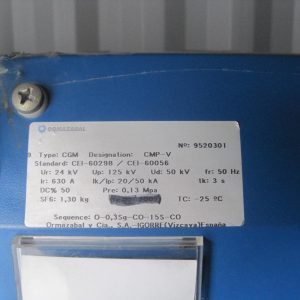 ORMAZABAL
Nº: 9520301
Type: CGM Designation: CMP-V
Standard: CEI-60298 / CEI-60056
Ur: 24 kV Up: 125 kV Ud: 50 kV fr: 50 Hz
Ir: 630 A Ik/Ip: 20/50 kA tk: 3 s
DC% 50 Pre: 0,13 Mpa
SF6: 1,30 kg TC: -25 ºC
Sequence: O-0,3Sg-CO-15S-CO
Ormazabal y Cia., S.A.-IGORRE(Vizcaya)España